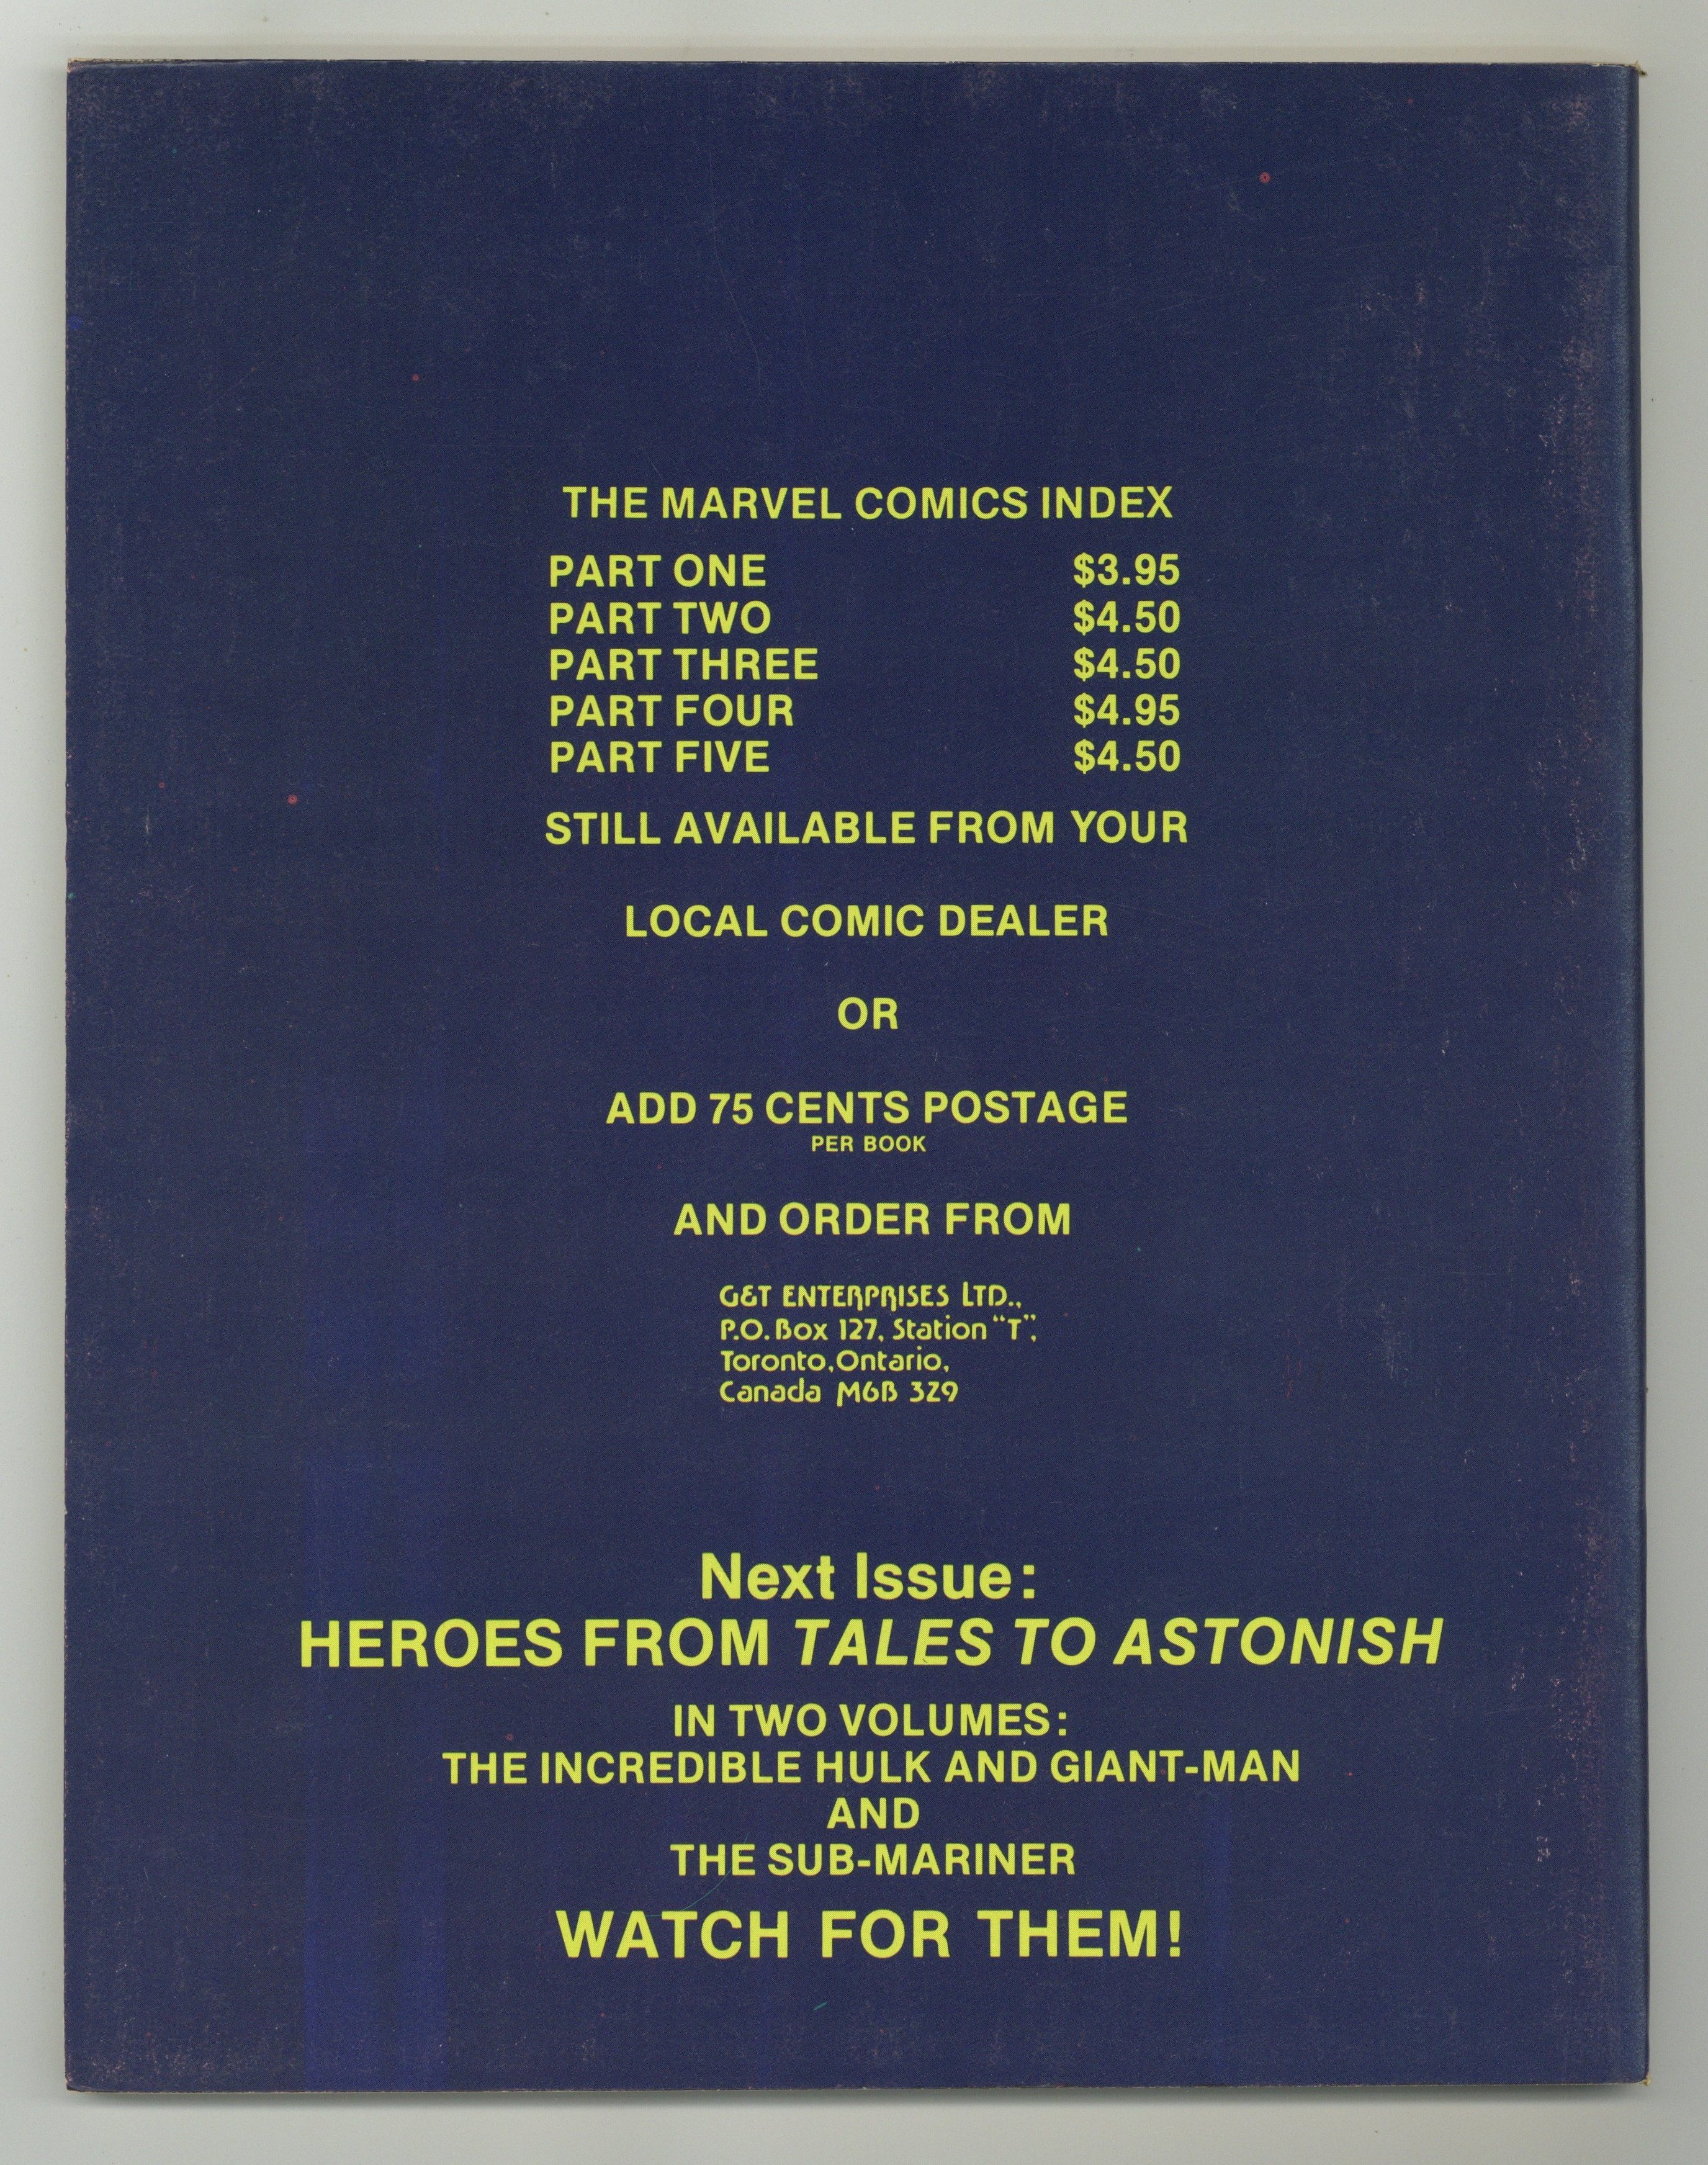 THE MARVEL COMICS INDEX
PART ONE $3.95
PART TWO $4.50
PART THREE $4.50
PART FOUR $4.95
PART FIVE $4.50
STILL AVAILABLE FROM YOUR
LOCAL COMIC DEALER
OR
ADD 75 CENTS POSTAGE
PER BOOK
AND ORDER FROM
G&T ENTERPRISES LTD.,
P.O. Box 127, Station "T",
Toronto, Ontario,
Canada M6B 3Z9
Next Issue:
HEROES FROM TALES TO ASTONISH
IN TWO VOLUMES:
THE INCREDIBLE HULK AND GIANT-MAN
AND
THE SUB-MARINER
WATCH FOR THEM!